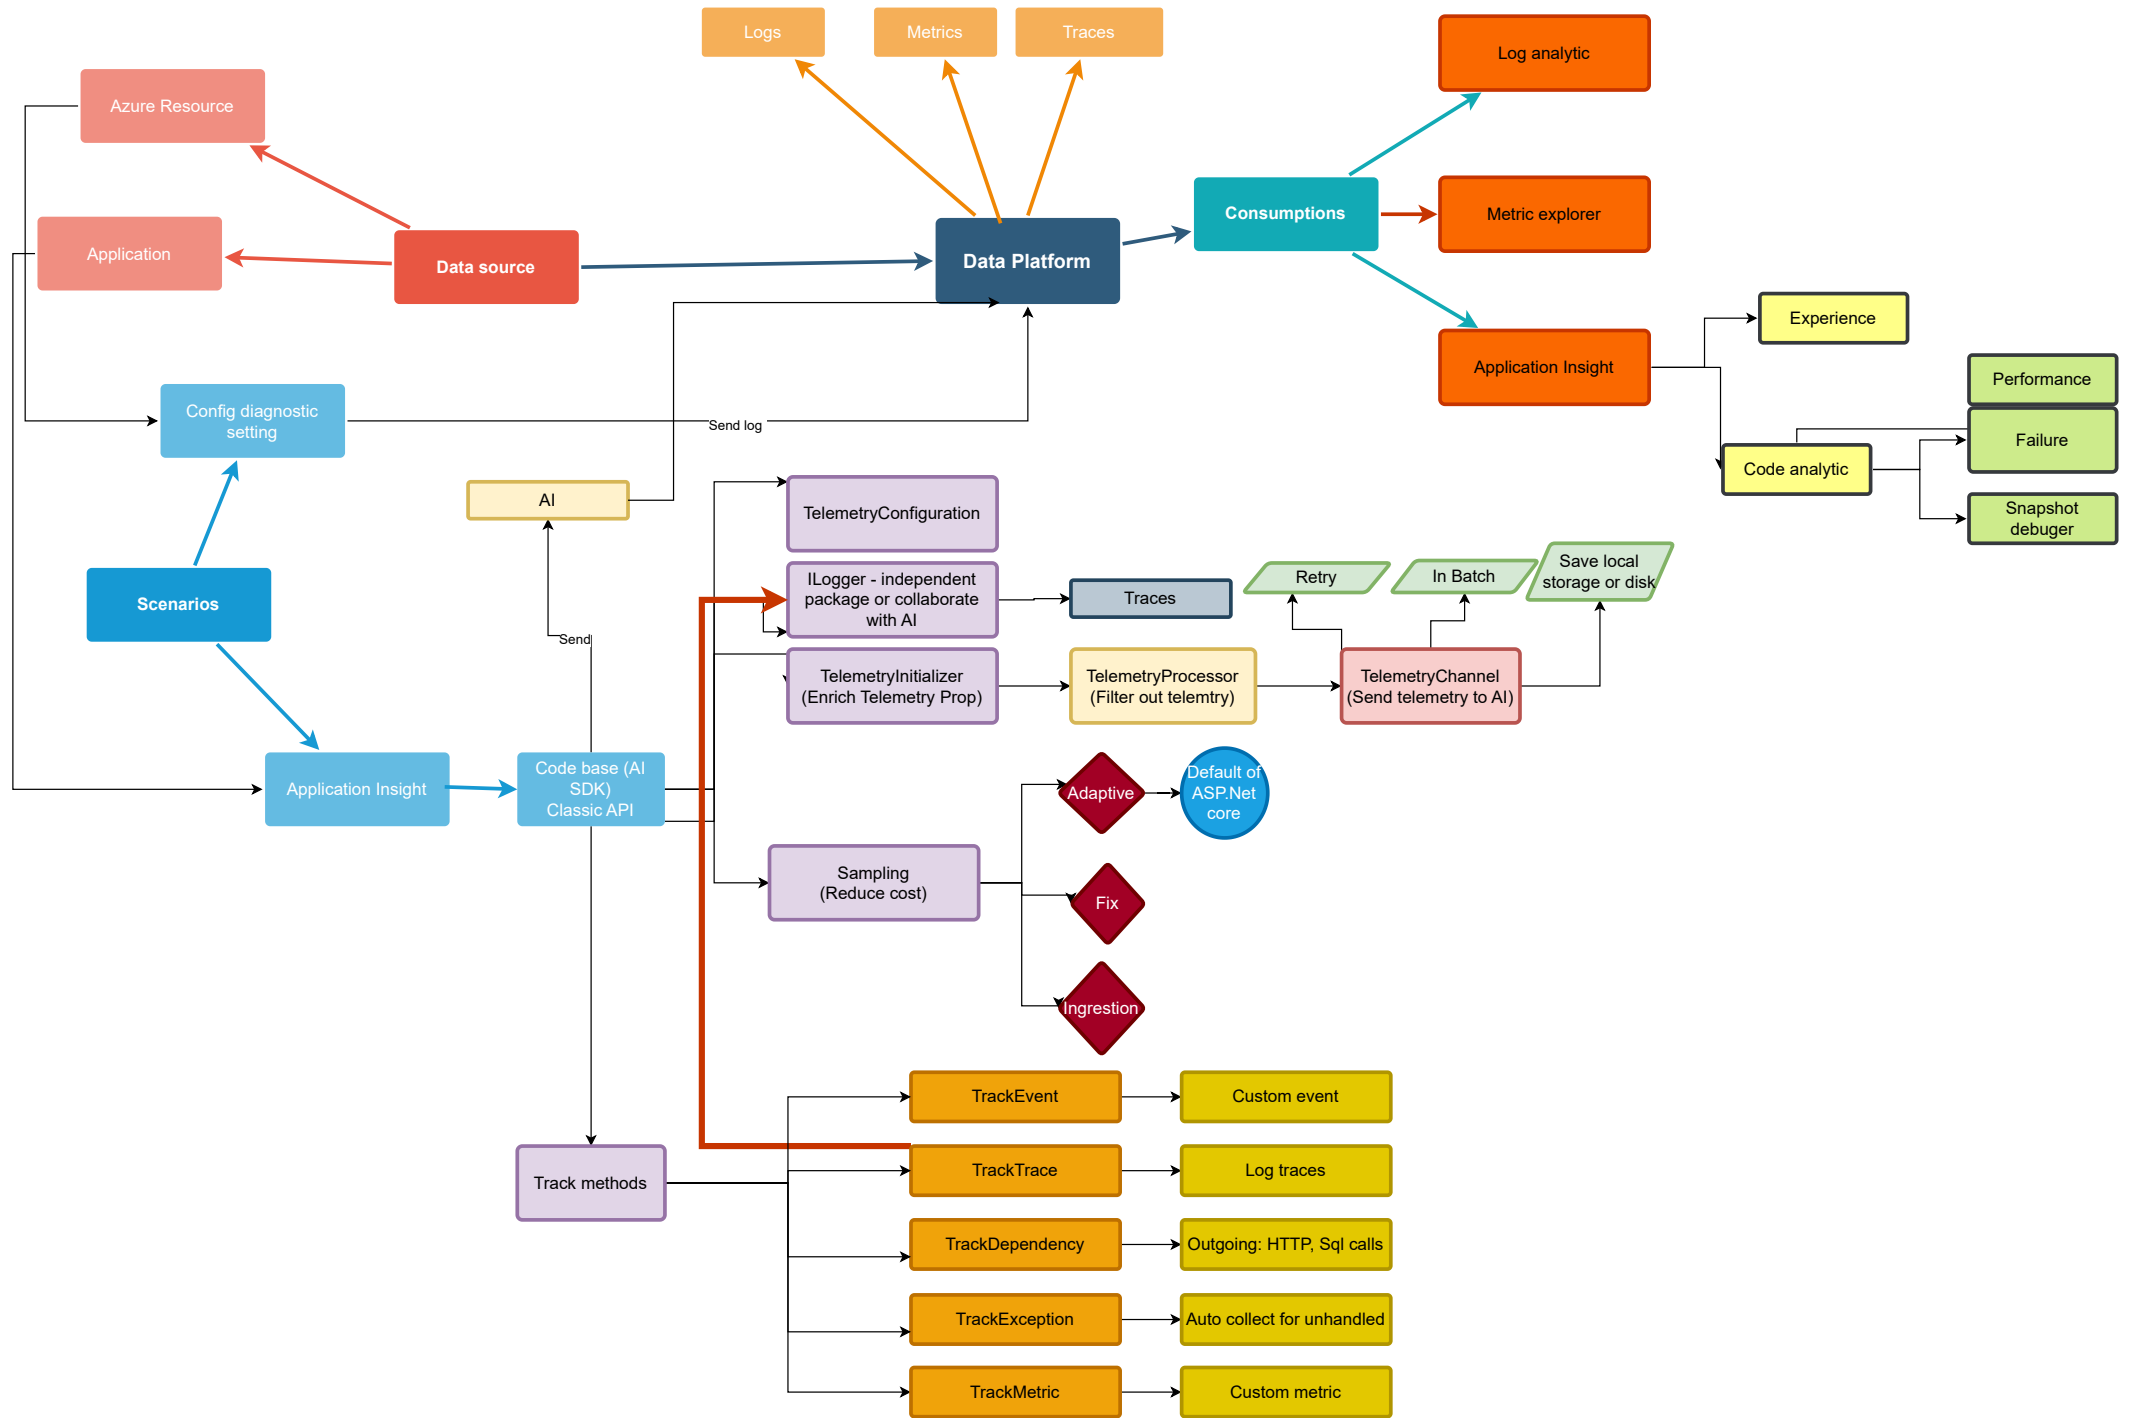 Logs
Metrics
Traces
Log analytic
Azure Resource
Application
Data source
Data Platform
Consumptions
Metric explorer
Application Insight
Experience
Performance
Failure
Code analytic
Snapshot
debuger
Config diagnostic
setting
Send log
AI
Scenarios
Send
TelemetryConfiguration
ILogger - independent
package or collaborate
with AI
Traces
Retry
In Batch
Save local
storage or disk
TelemetryInitializer
(Enrich Telemetry Prop)
TelemetryProcessor
(Filter out telemtry)
TelemetryChannel
(Send telemetry to AI)
Application Insight
Code base (AI
SDK)
Classic API
Adaptive
Default of
ASP.Net
core
Sampling
(Reduce cost)
Fix
Ingrestion
Track methods
TrackEvent
Custom event
TrackTrace
Log traces
TrackDependency
Outgoing: HTTP, Sql calls
TrackException
Auto collect for unhandled
TrackMetric
Custom metric